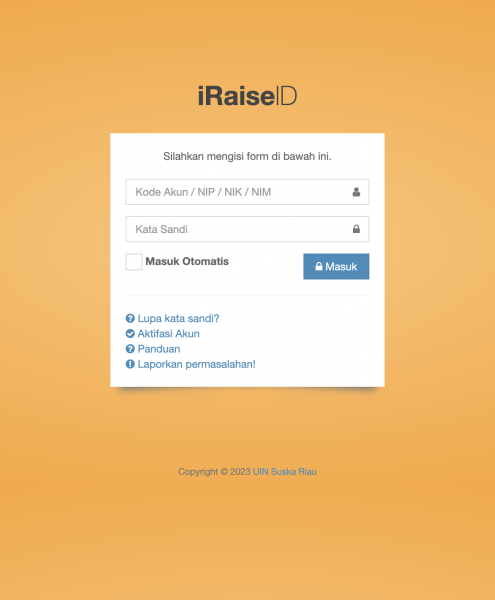 iRaiseID
Silahkan mengisi form di bawah ini.
Kode Akun / NIP / NIK / NIM
Kata Sandi
Masuk Otomatis
Masuk
Lupa kata sandi?
Aktifasi Akun
Panduan
Laporkan permasalahan!
Copyright © 2023 UIN Suska Riau